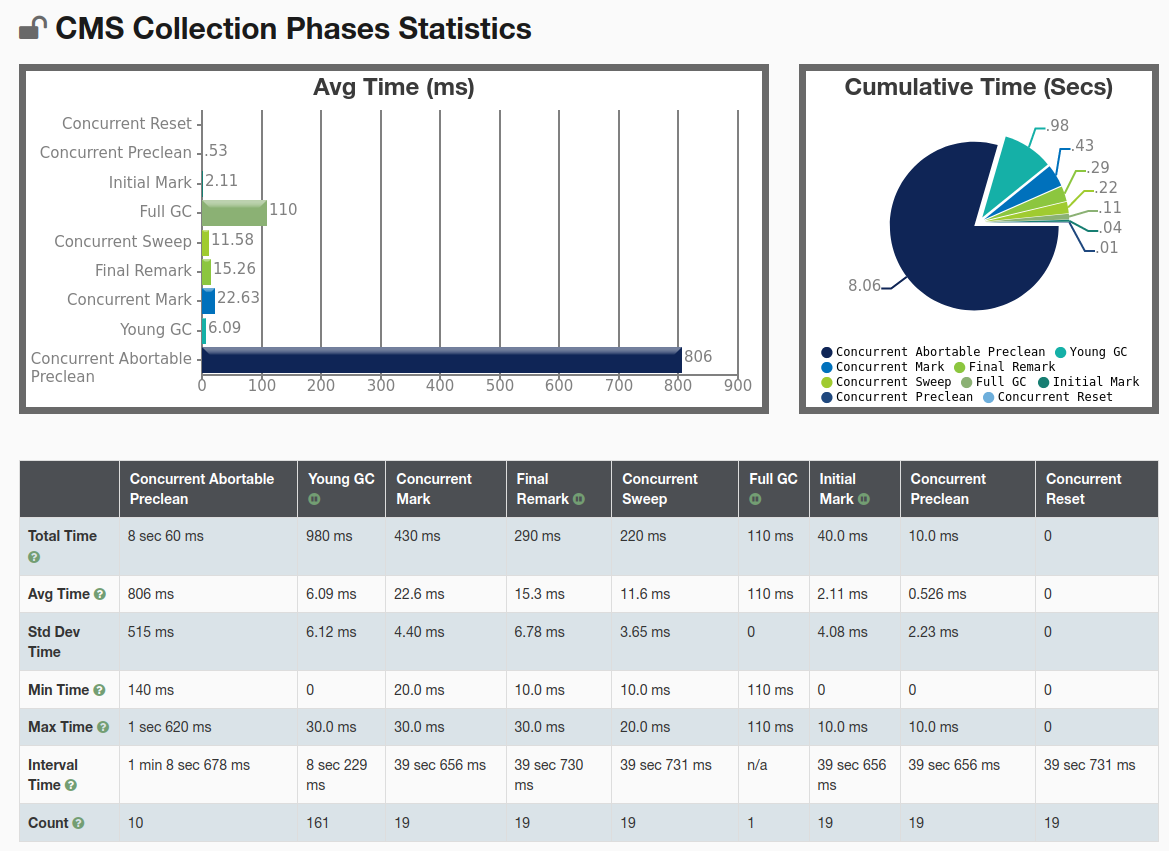 CMS Collection Phases Statistics
Avg Time (ms)
Concurrent Reset
Concurrent Preclean .53
Initial Mark 2.11
Full GC 110
Concurrent Sweep 11.58
Final Remark 15.26
Concurrent Mark 22.63
Young GC 6.09
Concurrent Abortable 806
Preclean
0 100 200 300 400 500 600 700 800 900
Cumulative Time (Secs)
.98
.43
.29
.22
.11
.04
.01
8.06
Concurrent Abortable Preclean Young GC
Concurrent Mark Final Remark
Concurrent Sweep Full GC Initial Mark
Concurrent Preclean Concurrent Reset
Concurrent Abortable Young GC Concurrent Final Concurrent Full GC Initial Concurrent Concurrent
Preclean Mark Remark Sweep Mark Preclean Reset
Total Time 8 sec 60 ms 980 ms 430 ms 290 ms 220 ms 110 ms 40.0 ms 10.0 ms 0
?
Avg Time ? 806 ms 6.09 ms 22.6 ms 15.3 ms 11.6 ms 110 ms 2.11 ms 0.526 ms 0
Std Dev 515 ms 6.12 ms 4.40 ms 6.78 ms 3.65 ms 0 4.08 ms 2.23 ms 0
Time
Min Time ? 140 ms 0 20.0 ms 10.0 ms 10.0 ms 110 ms 0 0 0
Max Time ? 1 sec 620 ms 30.0 ms 30.0 ms 30.0 ms 20.0 ms 110 ms 10.0 ms 10.0 ms 0
Interval 1 min 8 sec 678 ms 8 sec 229 39 sec 656 ms 39 sec 730 39 sec 731 ms n/a 39 sec 656 39 sec 656 ms 39 sec 731 ms
Time ? ms ms ms
Count ? 10 161 19 19 19 1 19 19 19